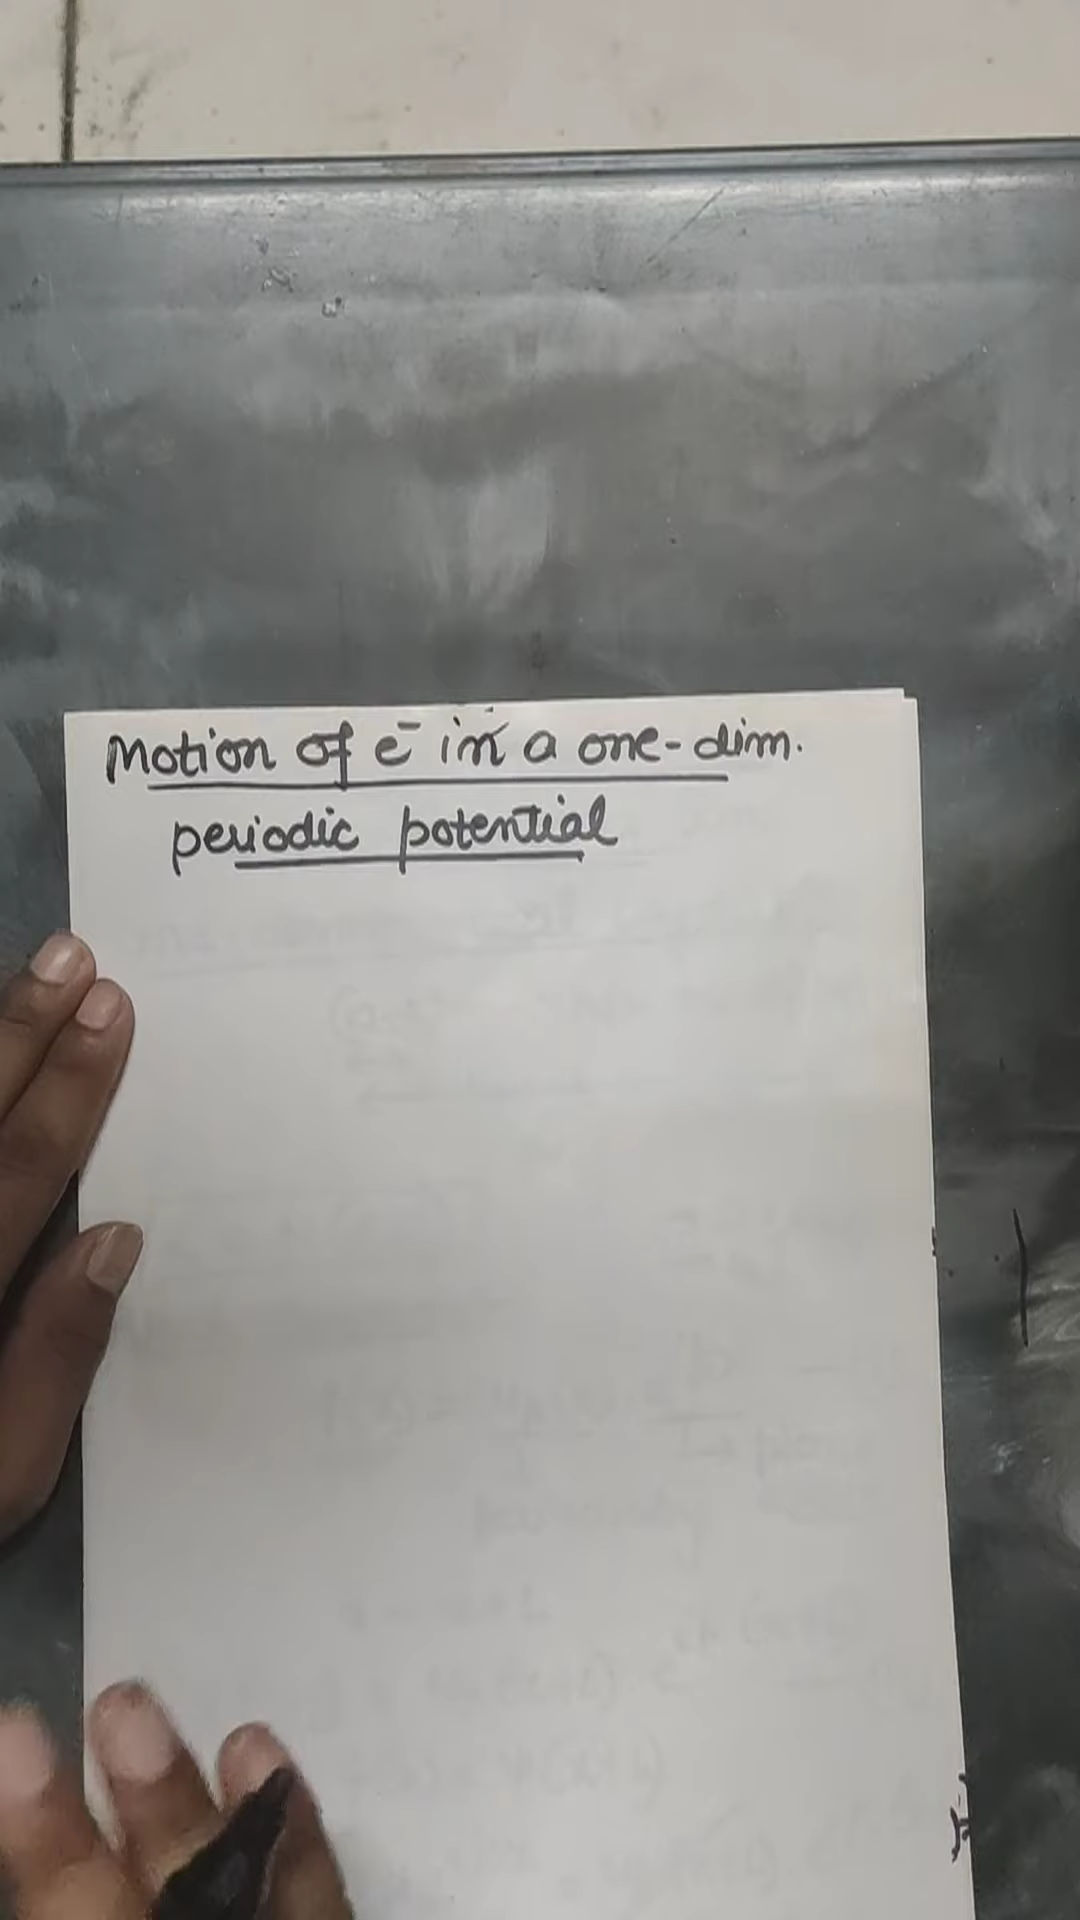 Motion of e⁻ in a one-dim.
periodic potential